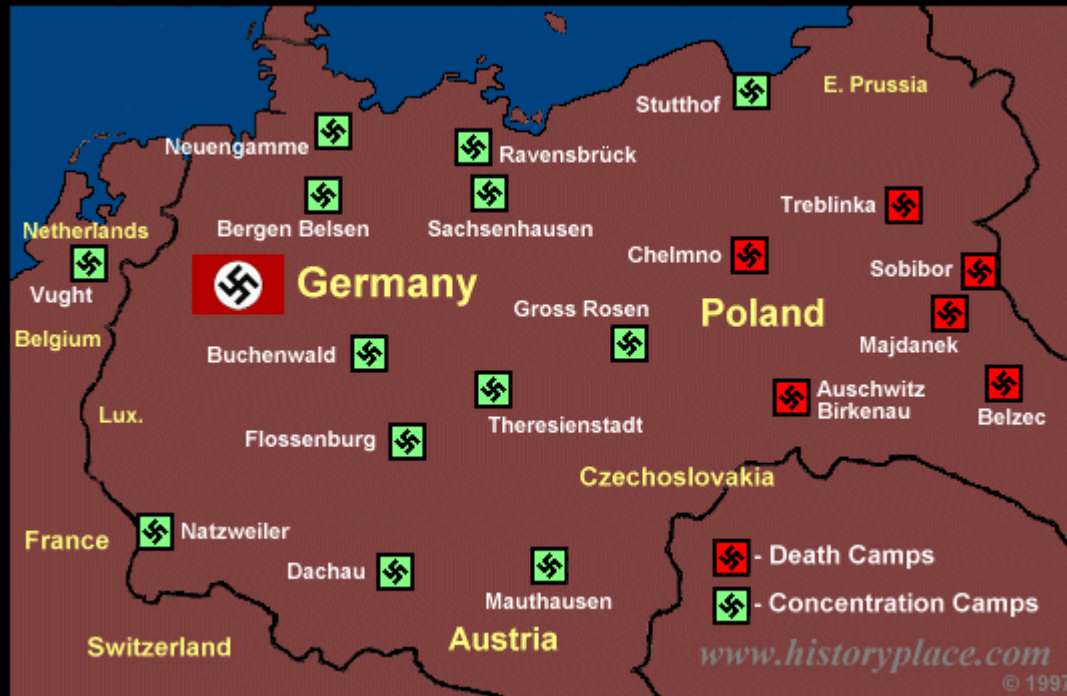 E. Prussia
Stutthof
Neuengamme
Ravensbrück
Treblinka
Bergen Belsen
Sachsenhausen
Netherlands
Chelmno
Sobibor
Germany
Vught
Gross Rosen
Poland
Belgium
Majdanek
Buchenwald
Auschwitz
Birkenau
Lux.
Theresienstadt
Belzec
Flossenburg
Czechoslovakia
Natzweiler
France
- Death Camps
Dachau
Mauthausen
- Concentration Camps
Austria
Switzerland
www.historyplace.com
© 1997